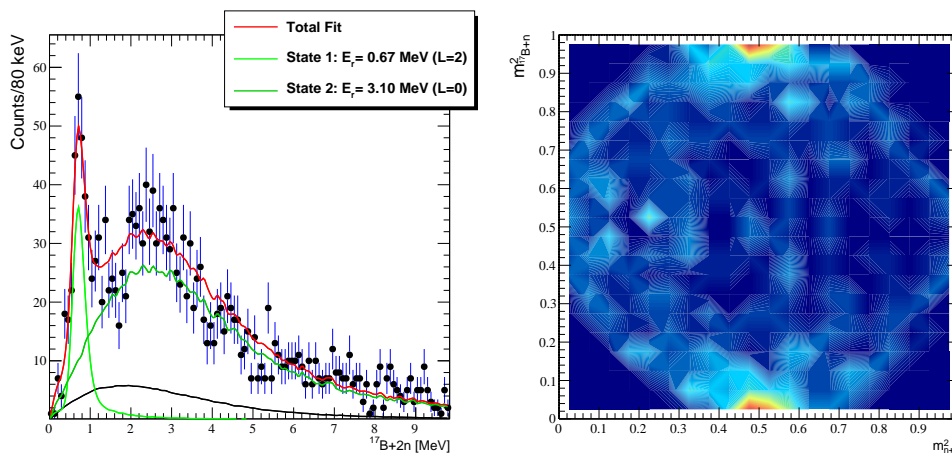 Total Fit
State 1: Er= 0.67 MeV (L=2)
State 2: Er= 3.10 MeV (L=0)
Counts/80 keV
60
50
40
30
20
10
0 1 2 3 4 5 6 7 8 9
17B+2n [MeV]
m²17B+n
1
0.9
0.8
0.7
0.6
0.5
0.4
0.3
0.2
0.1
0
0 0.1 0.2 0.3 0.4 0.5 0.6 0.7 0.8 0.9
m²n+